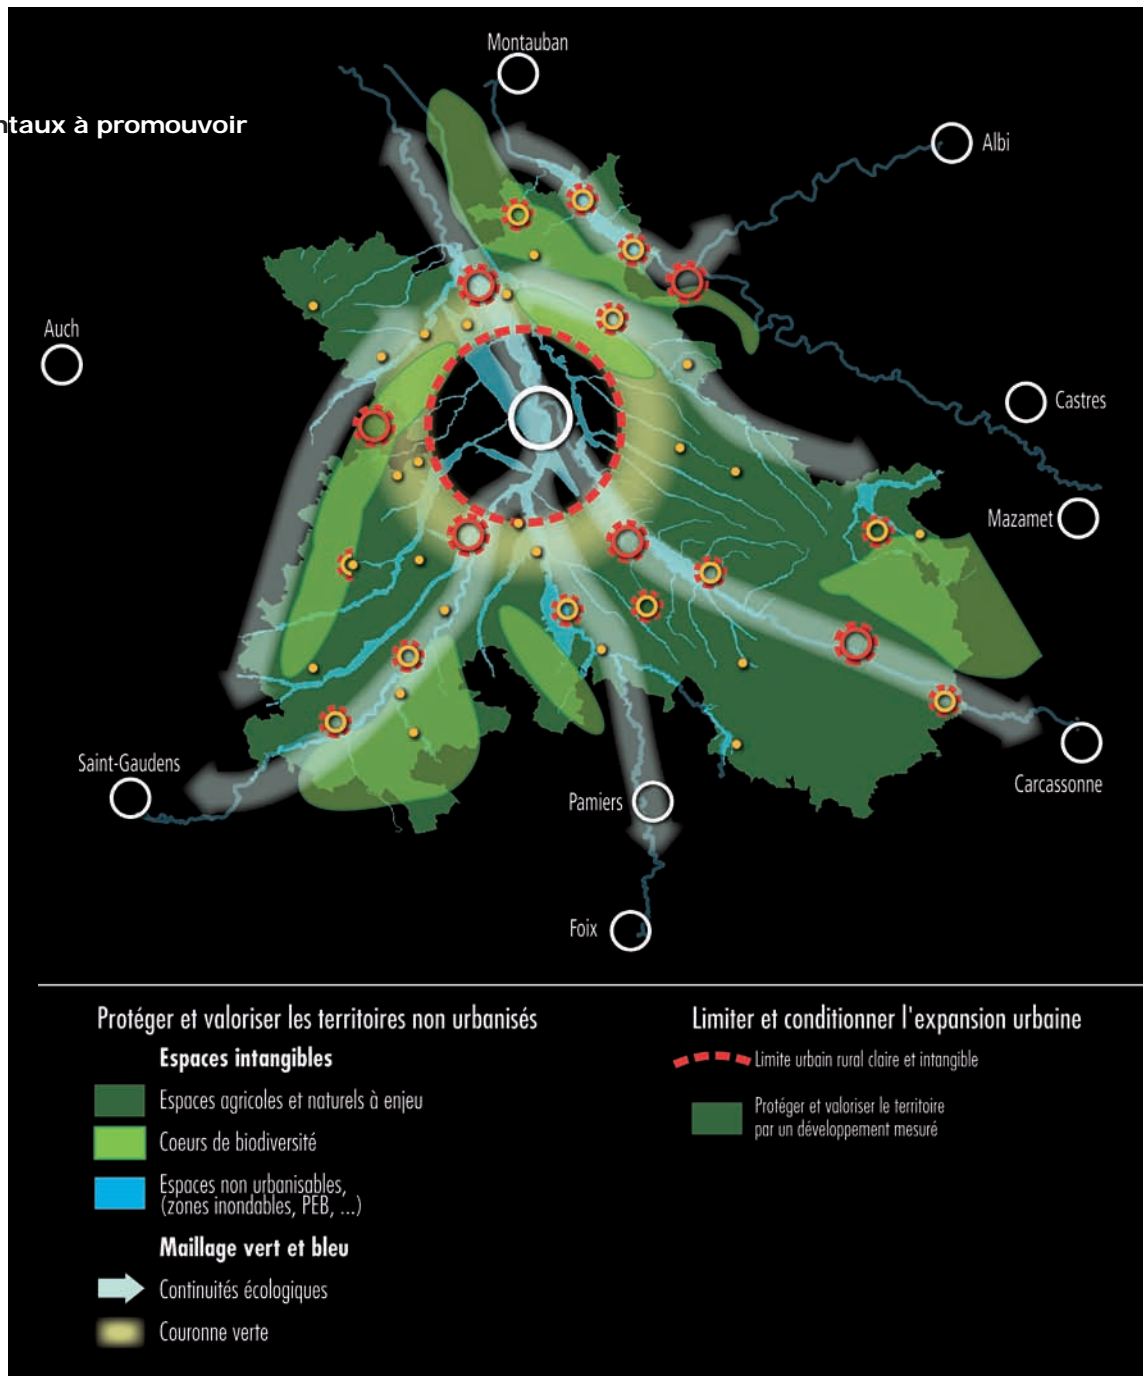 ntaux à promouvoir
Montauban
Albi
Auch
Castres
Mazamet
Saint-Gaudens
Pamiers
Carcassonne
Foix
Protéger et valoriser les territoires non urbanisés
Espaces intangibles
Espaces agricoles et naturels à enjeu
Coeurs de biodiversité
Espaces non urbanisables,
(zones inondables, PEB, ...)
Maillage vert et bleu
Continuités écologiques
Couronne verte
Limiter et conditionner l'expansion urbaine
Limite urbain rural claire et intangible
Protéger et valoriser le territoire
par un développement mesuré